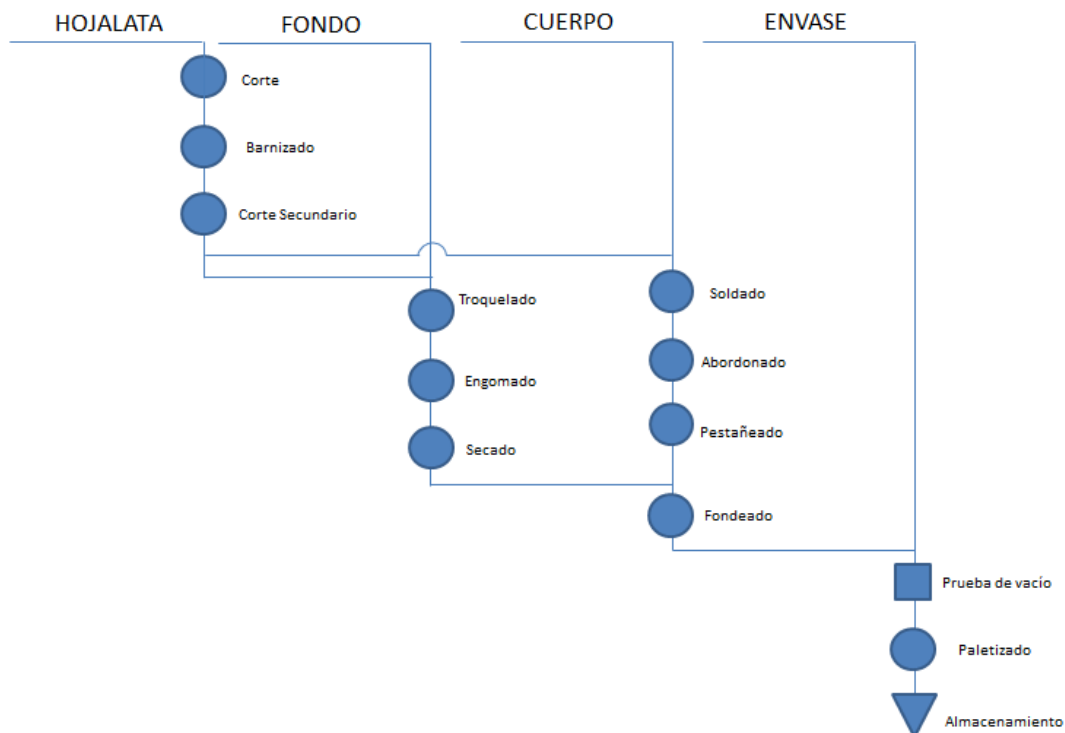 HOJALATA
FONDO
CUERPO
ENVASE
Corte
Barnizado
Corte Secundario
Troquelado
Soldado
Engomado
Abordonado
Secado
Pestañeado
Fondeado
Prueba de vacío
Paletizado
Almacenamiento